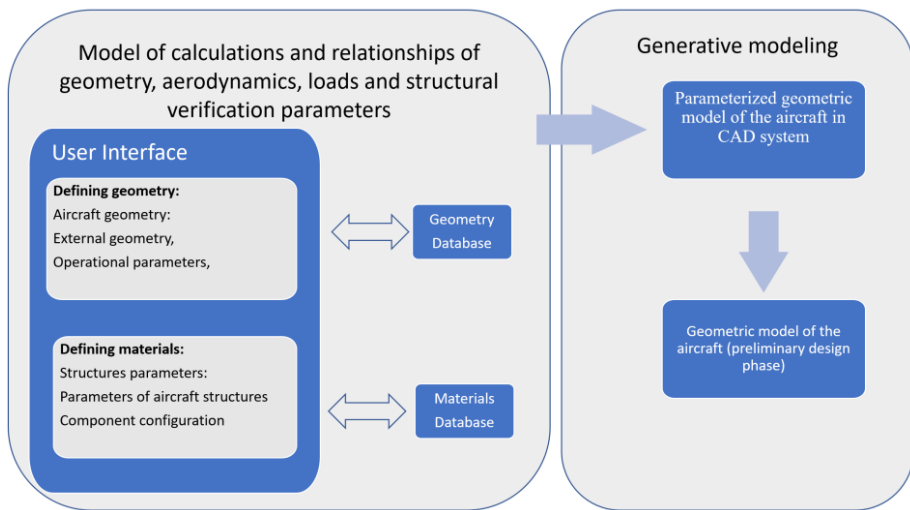 Model of calculations and relationships of
geometry, aerodynamics, loads and structural
verification parameters
User Interface
Defining geometry:
Aircraft geometry:
External geometry,
Operational parameters,
Geometry
Database
Defining materials:
Structures parameters:
Parameters of aircraft structures
Component configuration
Materials
Database
Generative modeling
Parameterized geometric
model of the aircraft in
CAD system
Geometric model of the
aircraft (preliminary design
phase)